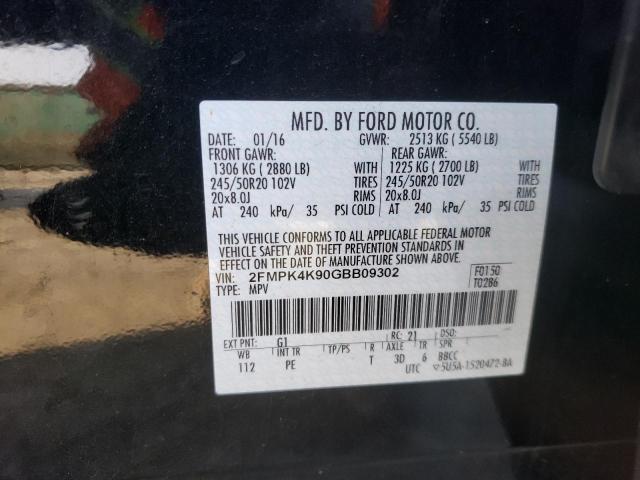 MFD. BY FORD MOTOR CO.
DATE: 01/16 GVWR: 2513 KG ( 5540 LB)
FRONT GAWR: REAR GAWR:
1306 KG ( 2880 LB) WITH 1225 KG ( 2700 LB) WITH
245/50R20 102V TIRES 245/50R20 102V TIRES
20x8.0J RIMS 20x8.0J RIMS
AT 240 kPa/ 35 PSI COLD AT 240 kPa/ 35 PSI COLD
THIS VEHICLE CONFORMS TO ALL APPLICABLE FEDERAL MOTOR
VEHICLE SAFETY AND THEFT PREVENTION STANDARDS IN
EFFECT ON THE DATE OF MANUFACTURE SHOWN ABOVE.
VIN: 2FMPK4K90GBB09302 F0150
TYPE: MPV T0286
EXT PNT: G1 RC: 21 DSO:
WB INT TR TP/PS R AXLE TR SPR
112 PE T 3D 6 BBCC
UTC ▽5U5A-1520472-BA